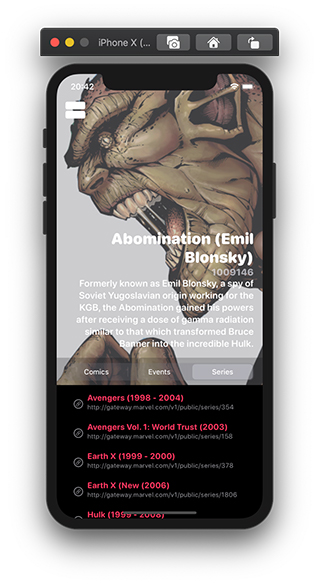 iPhone X (...
20:42
Abomination (Emil
Blonsky)
1009146
Formerly known as Emil Blonsky, a spy of
Soviet Yugoslavian origin working for the
KGB, the Abomination gained his powers
after receiving a dose of gamma radiation
similar to that which transformed Bruce
Banner into the incredible Hulk.
Comics Events Series
Avengers (1998 - 2004)
http://gateway.marvel.com/v1/public/series/354
Avengers Vol. 1: World Trust (2003)
http://gateway.marvel.com/v1/public/series/158
Earth X (1999 - 2000)
http://gateway.marvel.com/v1/public/series/378
Earth X (New (2006)
http://gateway.marvel.com/v1/public/series/1806
Hulk (1999 - 2008)